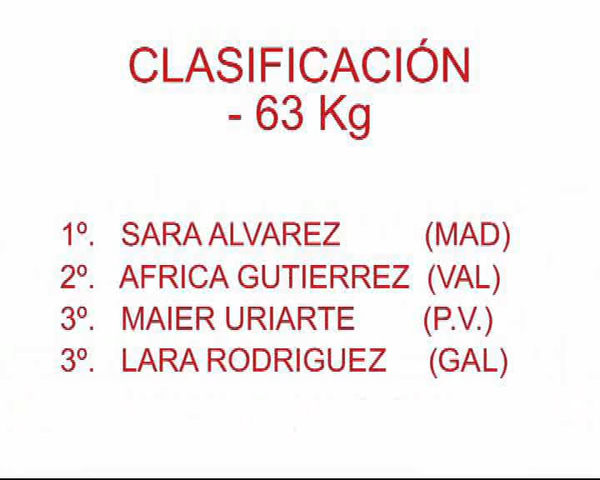 CLASIFICACIÓN
- 63 Kg
1º. SARA ALVAREZ (MAD)
2º. AFRICA GUTIERREZ (VAL)
3º. MAIER URIARTE (P.V.)
3º. LARA RODRIGUEZ (GAL)